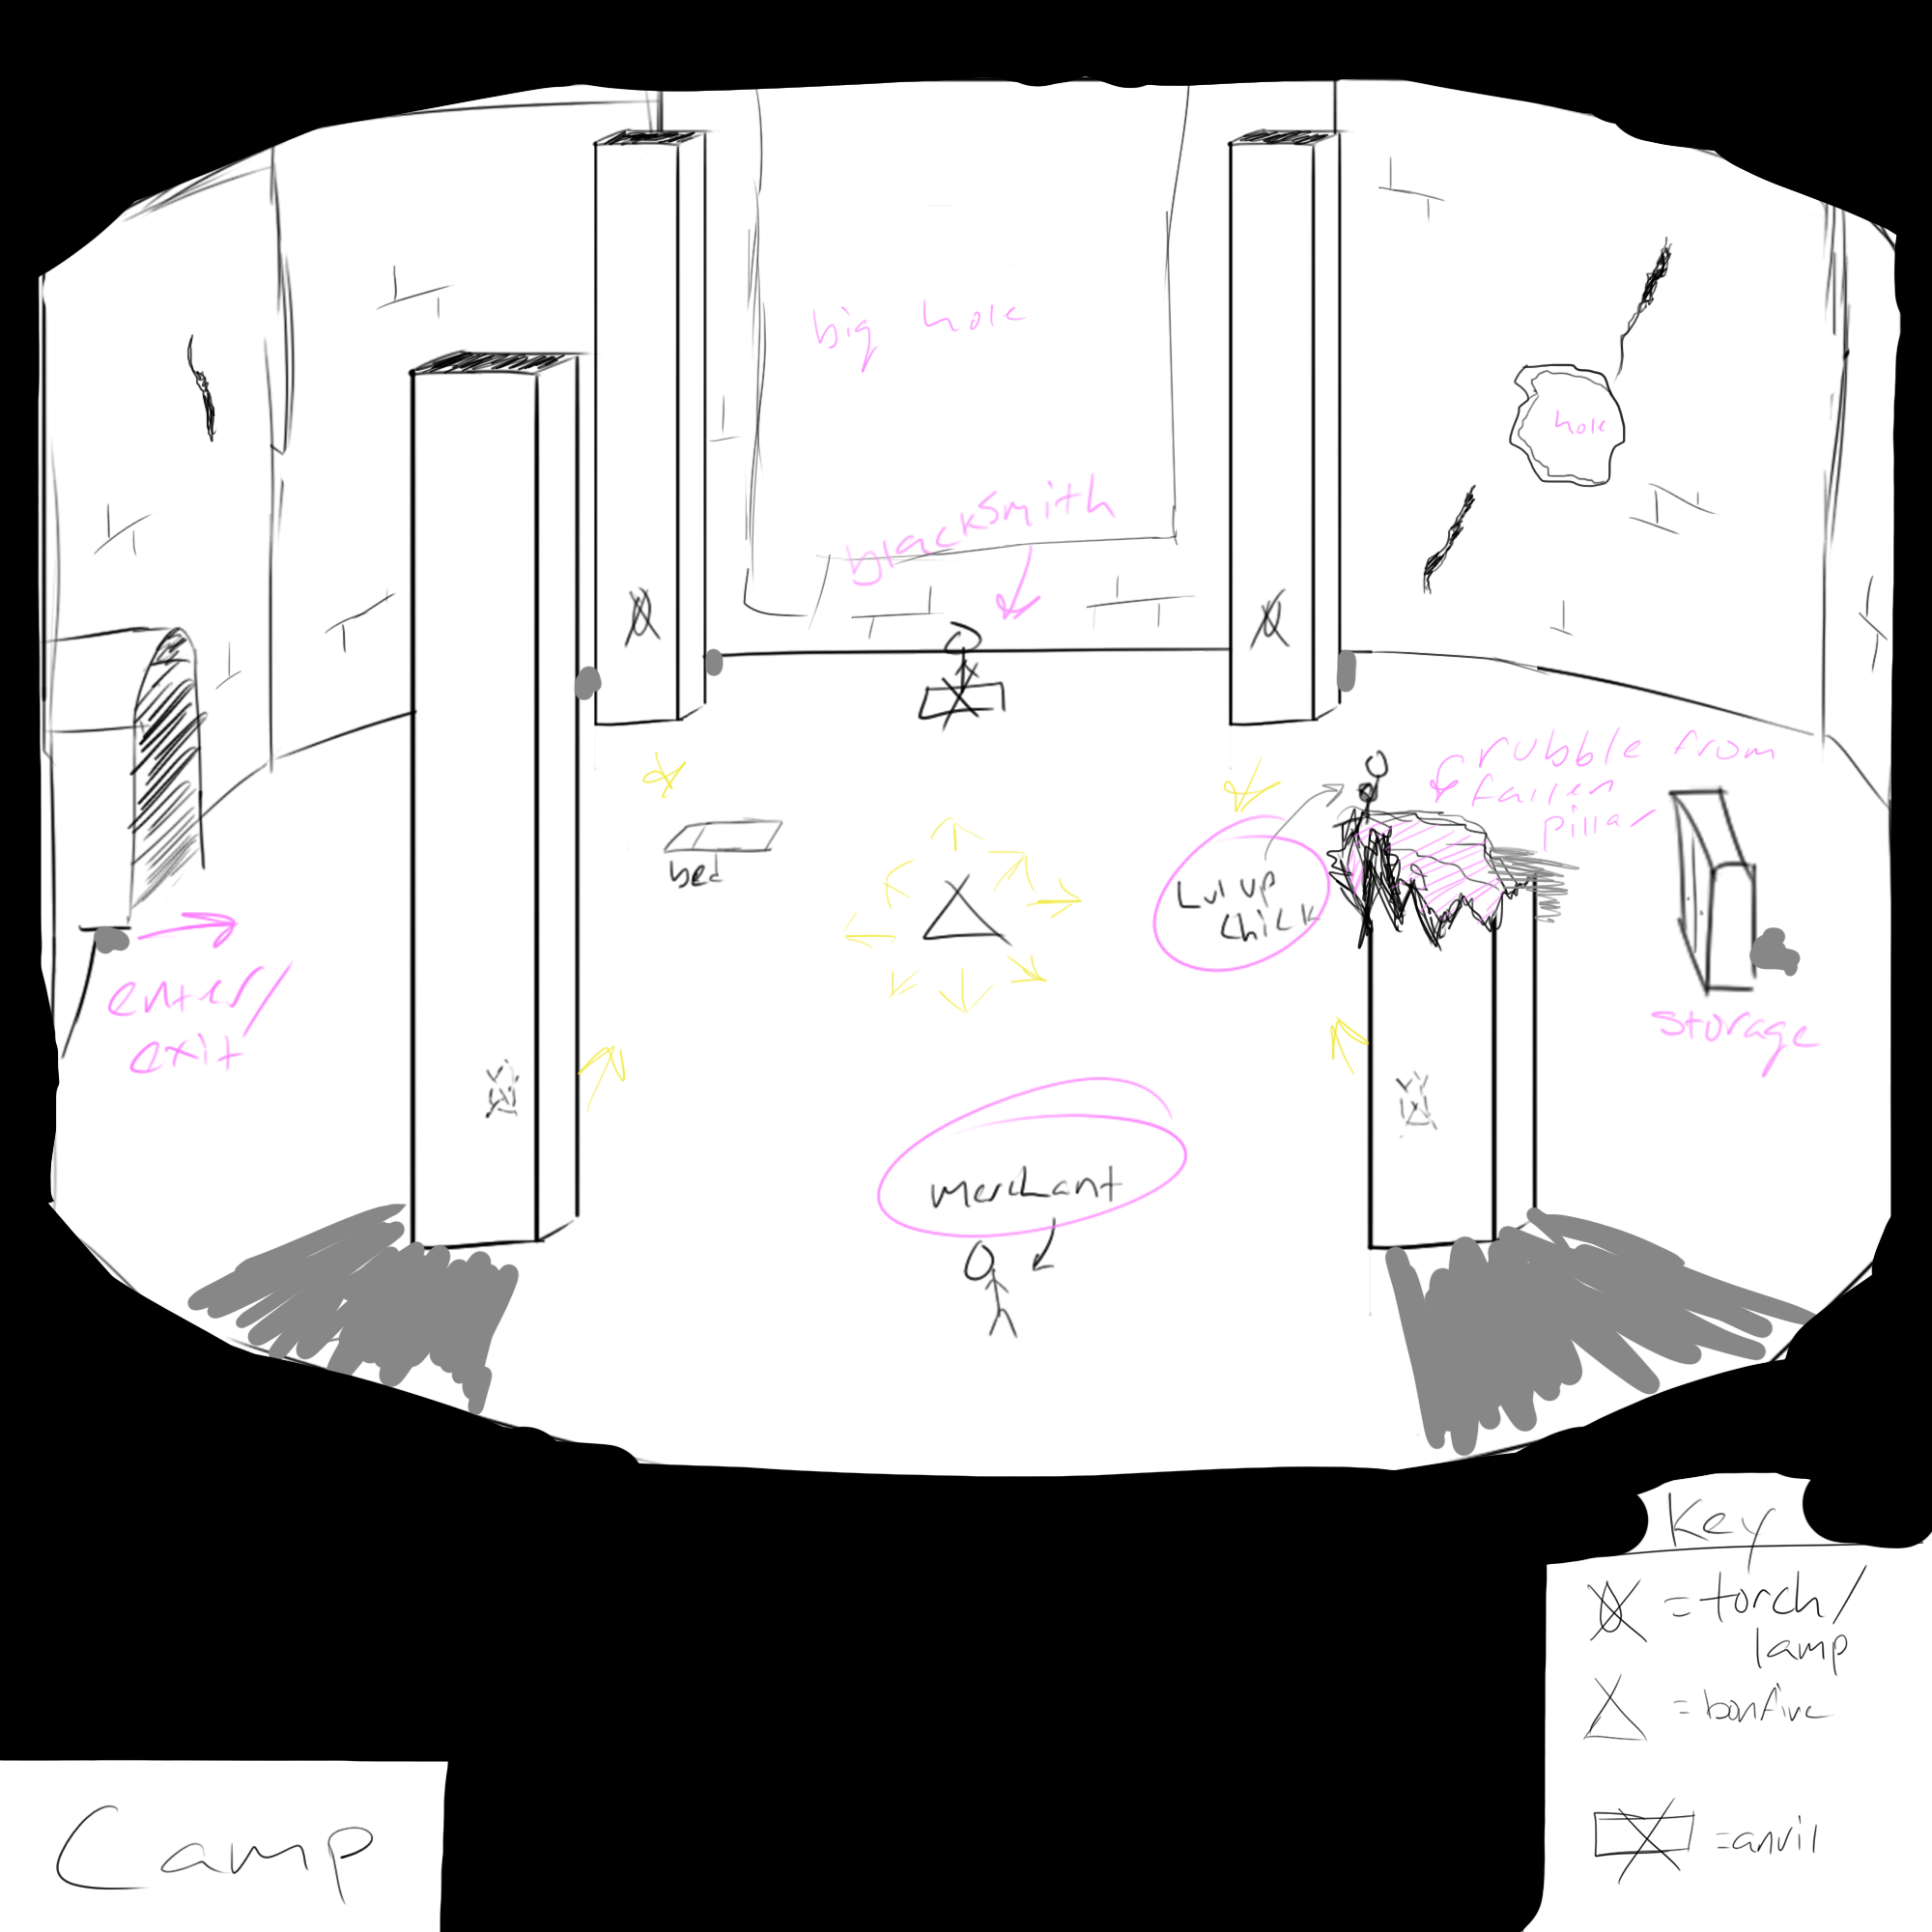 big hole
hole
blacksmith
rubble from
fallen
pillar
bed
Lvl up
chick
enter/
exit
storage
merchant
Key
= torch/
lamp
= bonfire
= anvil
Camp